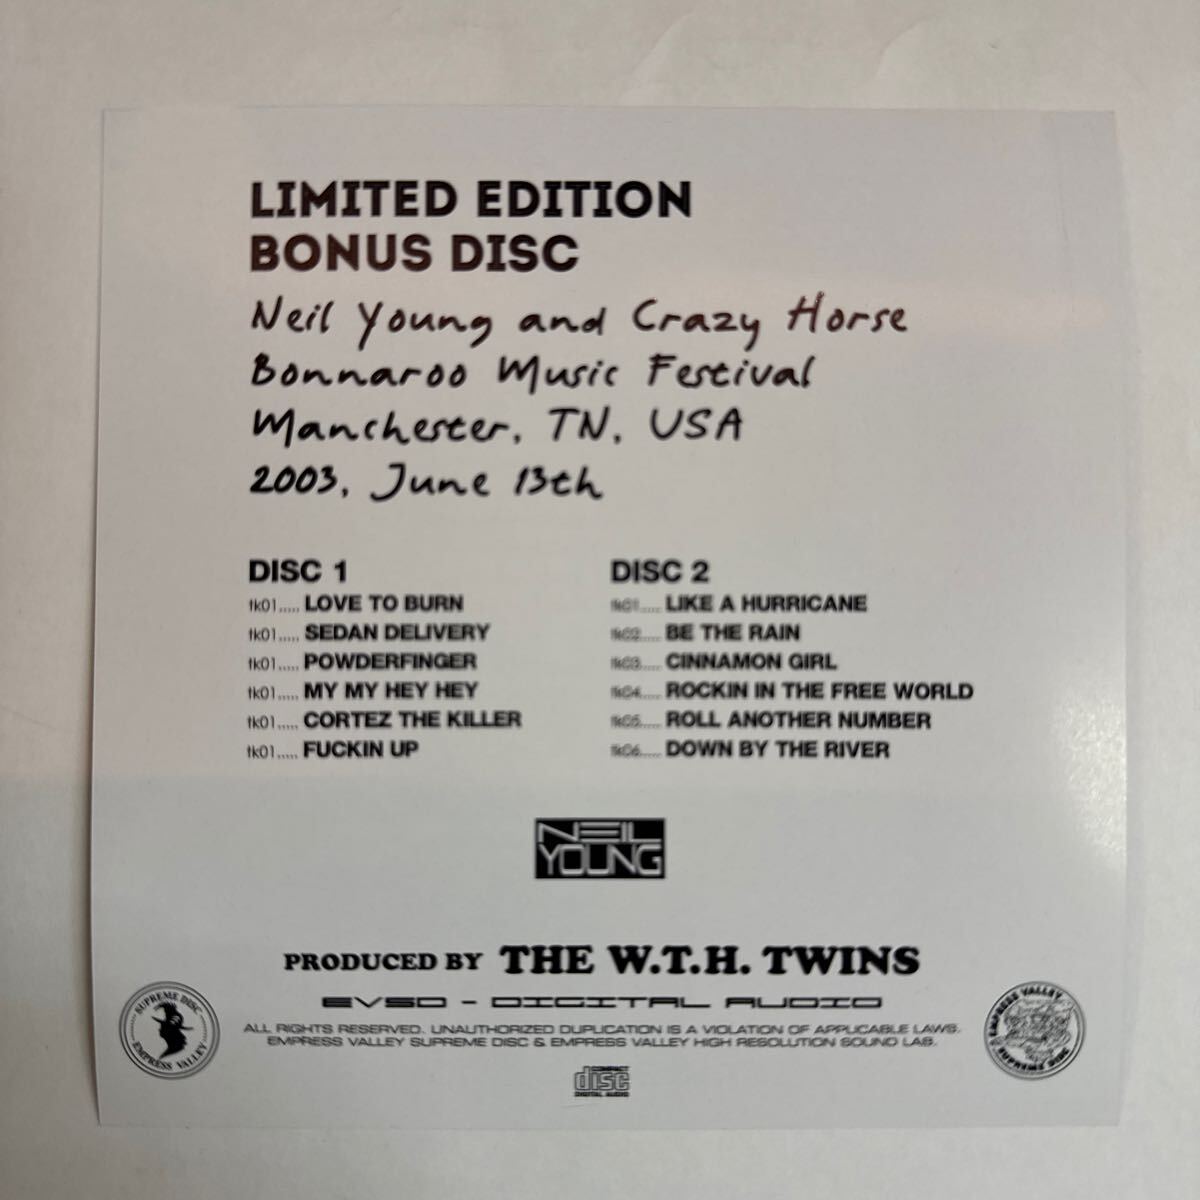 LIMITED EDITION
BONUS DISC
Neil Young and Crazy Horse
Bonnaroo Music Festival
Manchester, TN, USA
2003, June 13th
DISC 1
tk01..... LOVE TO BURN
tk01..... SEDAN DELIVERY
tk01..... POWDERFINGER
tk01..... MY MY HEY HEY
tk01..... CORTEZ THE KILLER
tk01..... FUCKIN UP
DISC 2
tk01..... LIKE A HURRICANE
tk02..... BE THE RAIN
tk03..... CINNAMON GIRL
tk04..... ROCKIN IN THE FREE WORLD
tk05..... ROLL ANOTHER NUMBER
tk06..... DOWN BY THE RIVER
NEIL
YOUNG
PRODUCED BY THE W.T.H. TWINS
EVSD - DIGITAL AUDIO
ALL RIGHTS RESERVED. UNAUTHORIZED DUPLICATION IS A VIOLATION OF APPLICABLE LAWS.
EMPRESS VALLEY SUPREME DISC & EMPRESS VALLEY HIGH RESOLUTION SOUND LAB.
SUPREME DISC
EMPRESS VALLEY
EMPRESS VALLEY
SUPREME DISC
COMPACT
disc
DIGITAL AUDIO